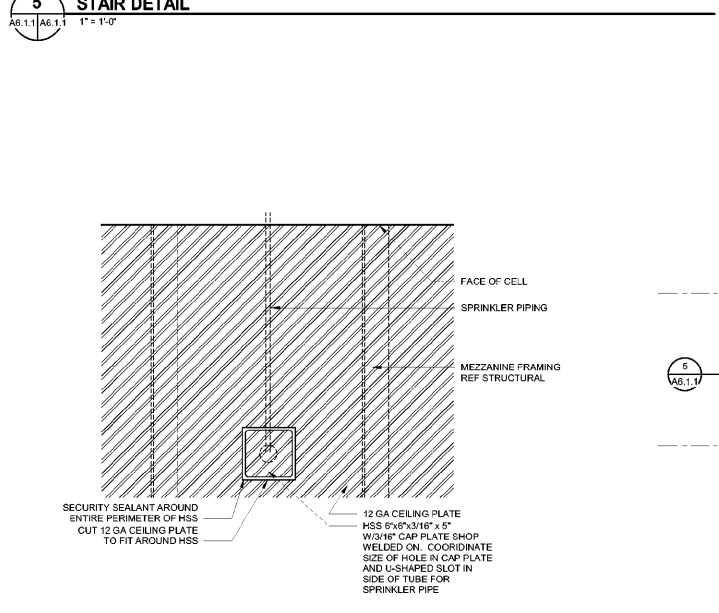 5
STAIR DETAIL
A6.1.1 A6.1.1
1" = 1'-0"
FACE OF CELL
SPRINKLER PIPING
MEZZANINE FRAMING
REF STRUCTURAL
5
A6.1.1
SECURITY SEALANT AROUND
ENTIRE PERIMETER OF HSS
CUT 12 GA CEILING PLATE
TO FIT AROUND HSS
12 GA CEILING PLATE
HSS 6"x6"x3/16" x 5"
W/3/16" CAP PLATE SHOP
WELDED ON. COORIDINATE
SIZE OF HOLE IN CAP PLATE
AND U-SHAPED SLOT IN
SIDE OF TUBE FOR
SPRINKLER PIPE